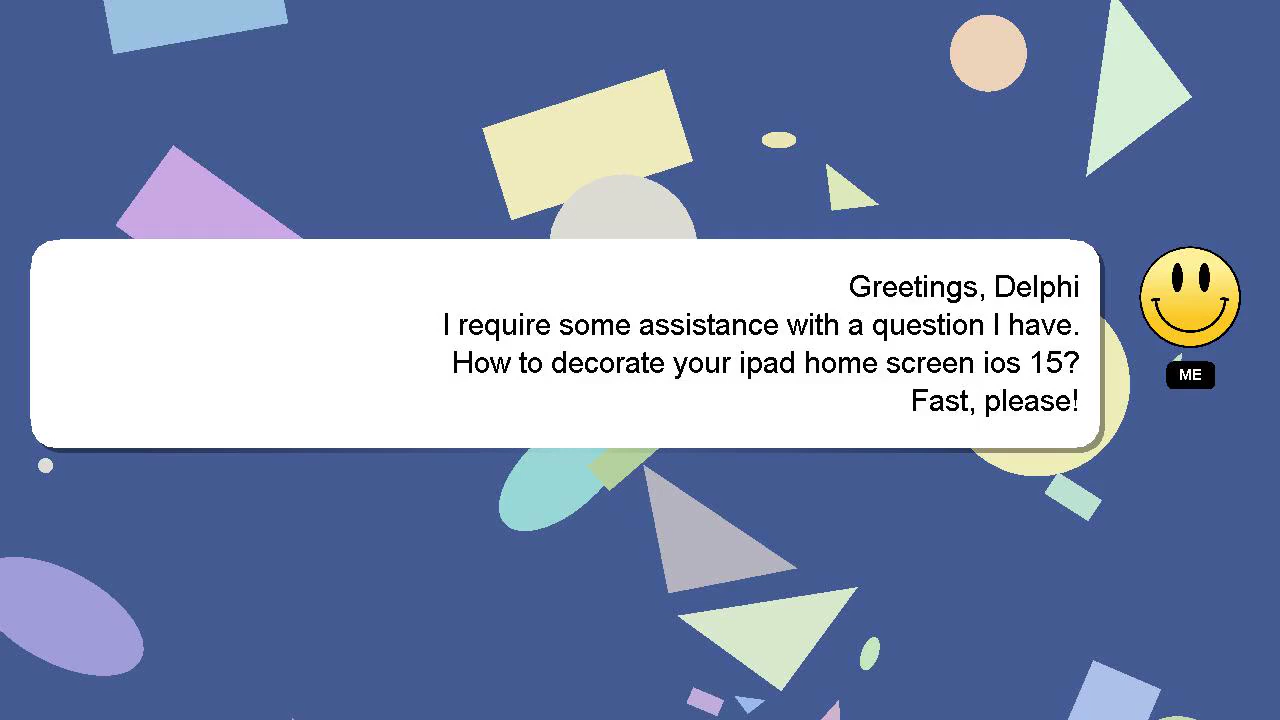 Greetings, Delphi
I require some assistance with a question I have.
How to decorate your ipad home screen ios 15?
Fast, please!
ME